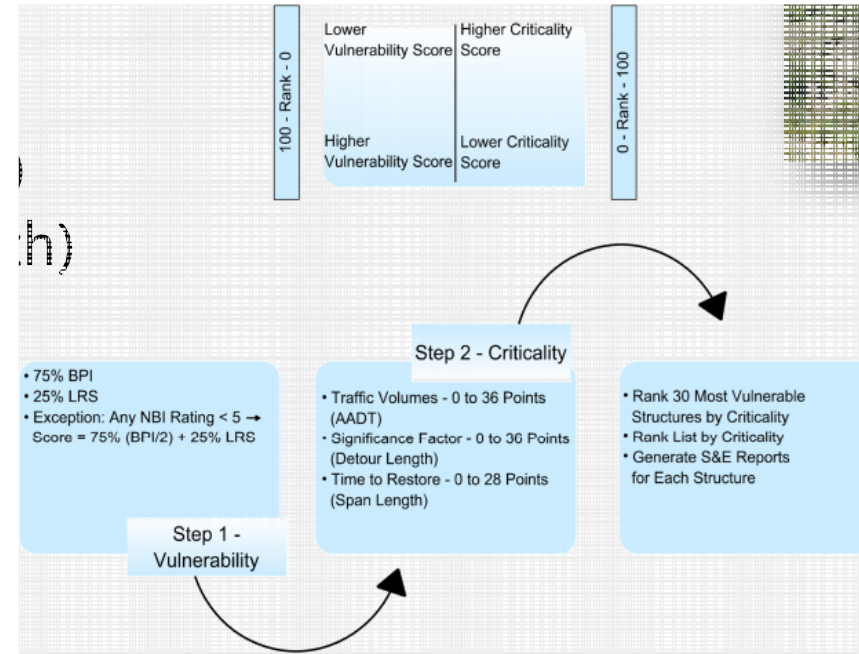 100 - Rank - 0
Lower
Vulnerability Score
Higher Criticality
Score
Higher
Vulnerability Score
Lower Criticality
Score
0 - Rank - 100
h)
Step 2 - Criticality
• 75% BPI
• 25% LRS
• Exception: Any NBI Rating < 5 →
Score = 75% (BPI/2) + 25% LRS
• Traffic Volumes - 0 to 36 Points
(AADT)
• Significance Factor - 0 to 36 Points
(Detour Length)
• Time to Restore - 0 to 28 Points
(Span Length)
• Rank 30 Most Vulnerable
Structures by Criticality
• Rank List by Criticality
• Generate S&E Reports
for Each Structure
Step 1 -
Vulnerability